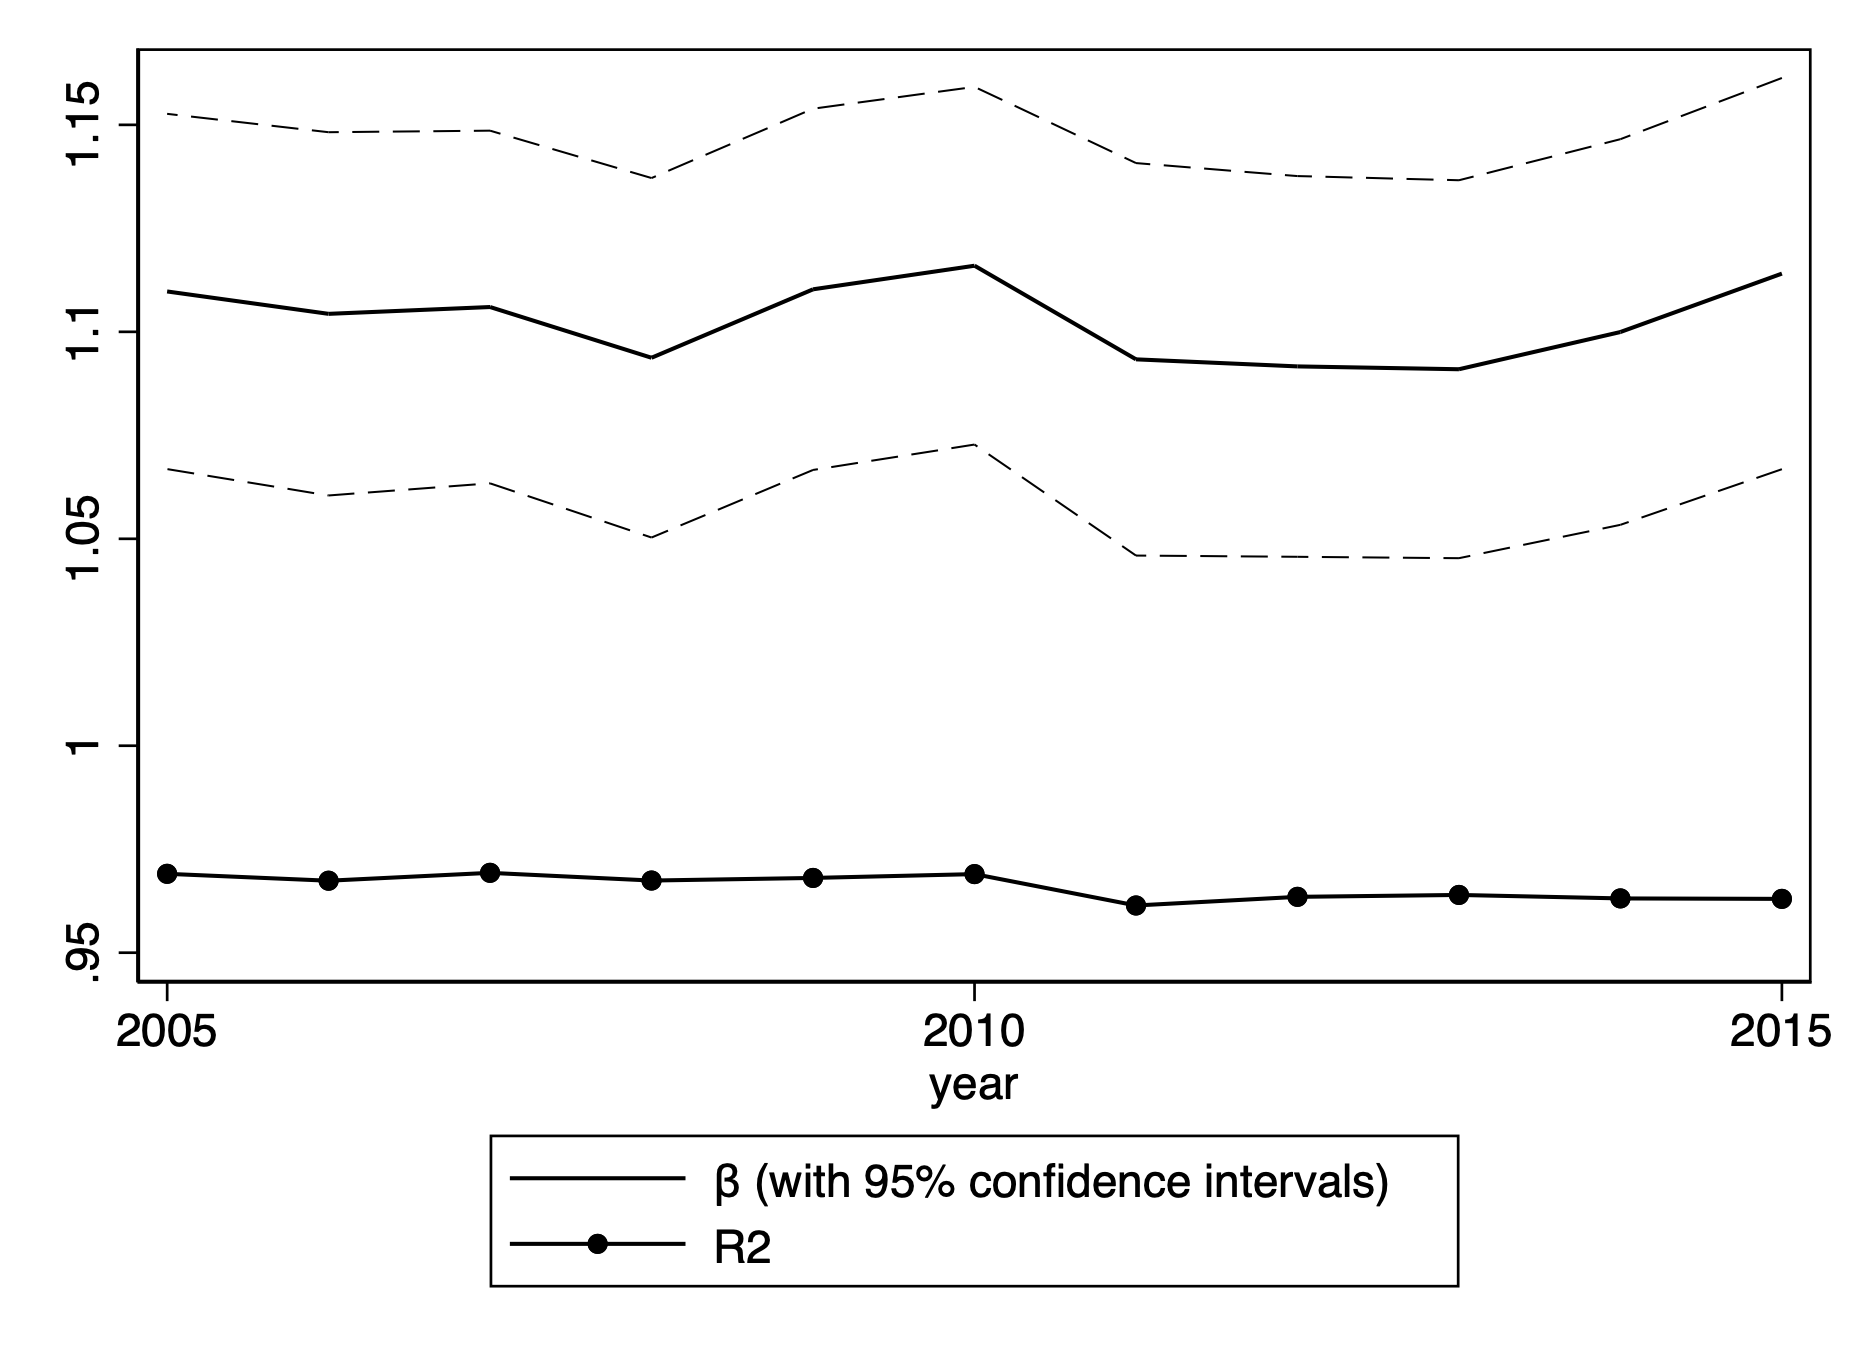 1.15
1.1
1.05
1
.95
2005 2010 2015
year
β (with 95% confidence intervals)
R2